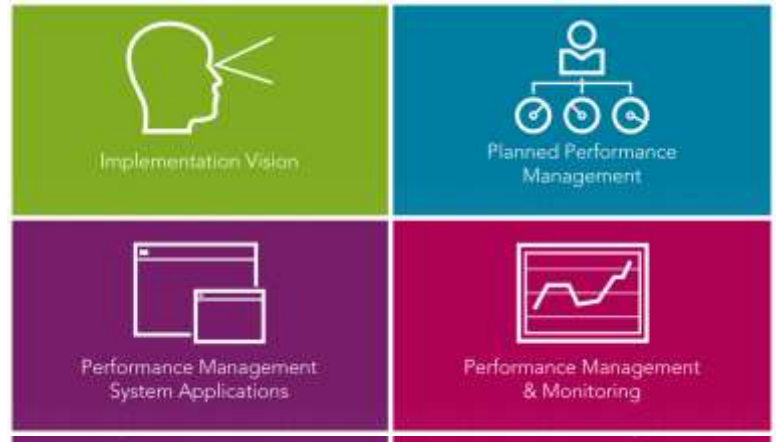 Implementation Vision
Planned Performance
Management
Performance Management
System Applications
Performance Management
& Monitoring